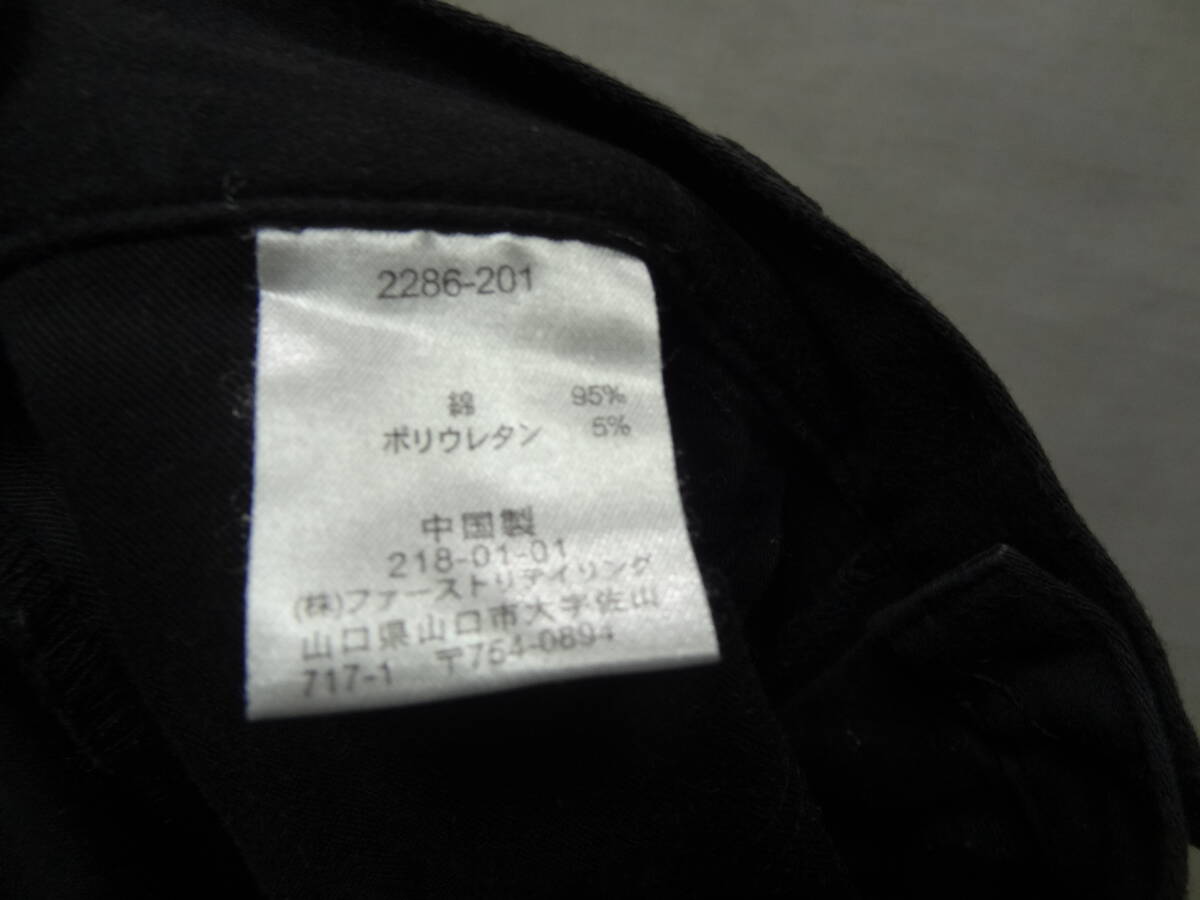 2286-201
綿 95%
ポリウレタン 5%
中国製
218-01-01
(株)ファーストリテイリング
山口県山口市大字佐山
717-1 〒754-0894